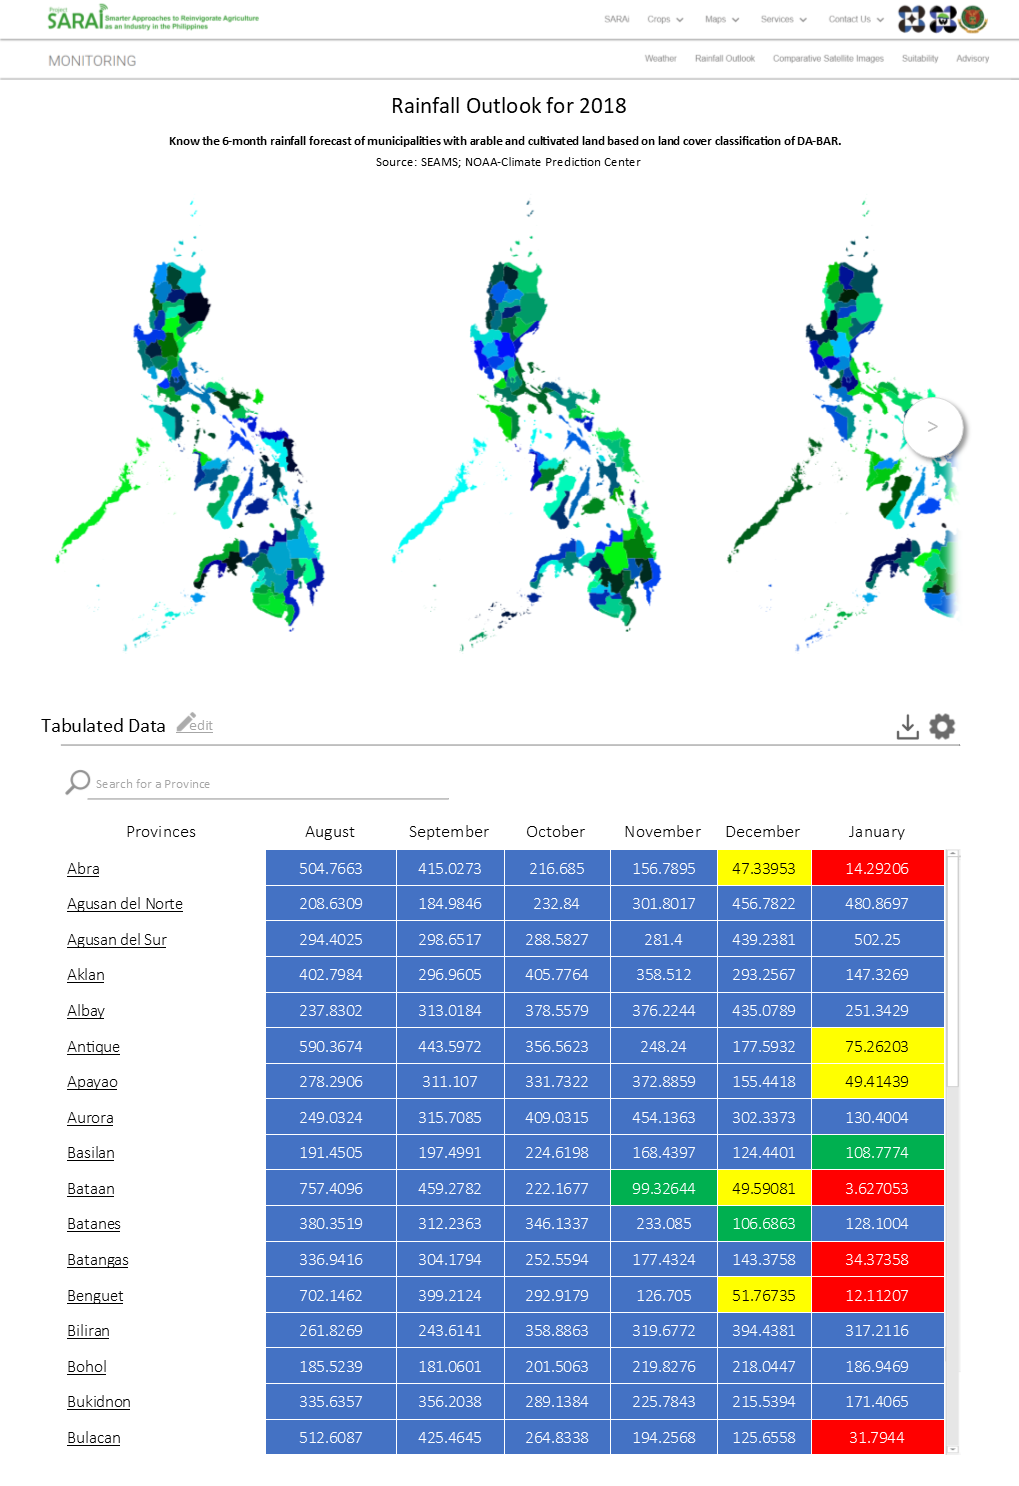 Project
SARAi Smarter Approaches to Reinvigorate Agriculture
as an Industry in the Philippines
SARAi Crops Maps Services Contact Us
MONITORING
Weather Rainfall Outlook Comparative Satellite Images Suitability Advisory
Rainfall Outlook for 2018
Know the 6-month rainfall forecast of municipalities with arable and cultivated land based on land cover classification of DA-BAR.
Source: SEAMS; NOAA-Climate Prediction Center
>
Tabulated Data edit
Search for a Province
Provinces August September October November December January
Abra 504.7663 415.0273 216.685 156.7895 47.33953 14.29206
Agusan del Norte 208.6309 184.9846 232.84 301.8017 456.7822 480.8697
Agusan del Sur 294.4025 298.6517 288.5827 281.4 439.2381 502.25
Aklan 402.7984 296.9605 405.7764 358.512 293.2567 147.3269
Albay 237.8302 313.0184 378.5579 376.2244 435.0789 251.3429
Antique 590.3674 443.5972 356.5623 248.24 177.5932 75.26203
Apayao 278.2906 311.107 331.7322 372.8859 155.4418 49.41439
Aurora 249.0324 315.7085 409.0315 454.1363 302.3373 130.4004
Basilan 191.4505 197.4991 224.6198 168.4397 124.4401 108.7774
Bataan 757.4096 459.2782 222.1677 99.32644 49.59081 3.627053
Batanes 380.3519 312.2363 346.1337 233.085 106.6863 128.1004
Batangas 336.9416 304.1794 252.5594 177.4324 143.3758 34.37358
Benguet 702.1462 399.2124 292.9179 126.705 51.76735 12.11207
Biliran 261.8269 243.6141 358.8863 319.6772 394.4381 317.2116
Bohol 185.5239 181.0601 201.5063 219.8276 218.0447 186.9469
Bukidnon 335.6357 356.2038 289.1384 225.7843 215.5394 171.4065
Bulacan 512.6087 425.4645 264.8338 194.2568 125.6558 31.7944